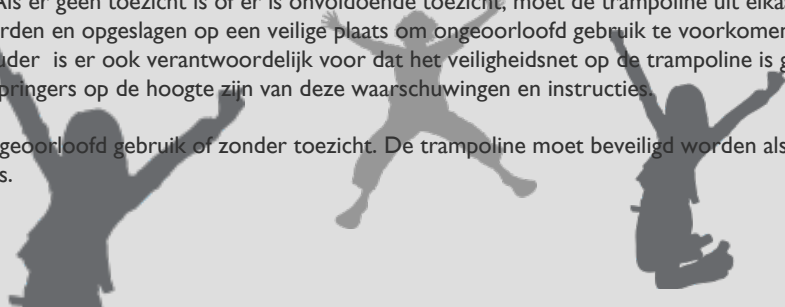 Als er geen toezicht is of er is onvoldoende toezicht, moet de trampoline uit elka
rden en opgeslagen op een veilige plaats om ongeoorloofd gebruik te voorkomen
uder is er ook verantwoordelijk voor dat het veiligheidsnet op de trampoline is g
pringers op de hoogte zijn van deze waarschuwingen en instructies.
geoorloofd gebruik of zonder toezicht. De trampoline moet beveiligd worden als
s.